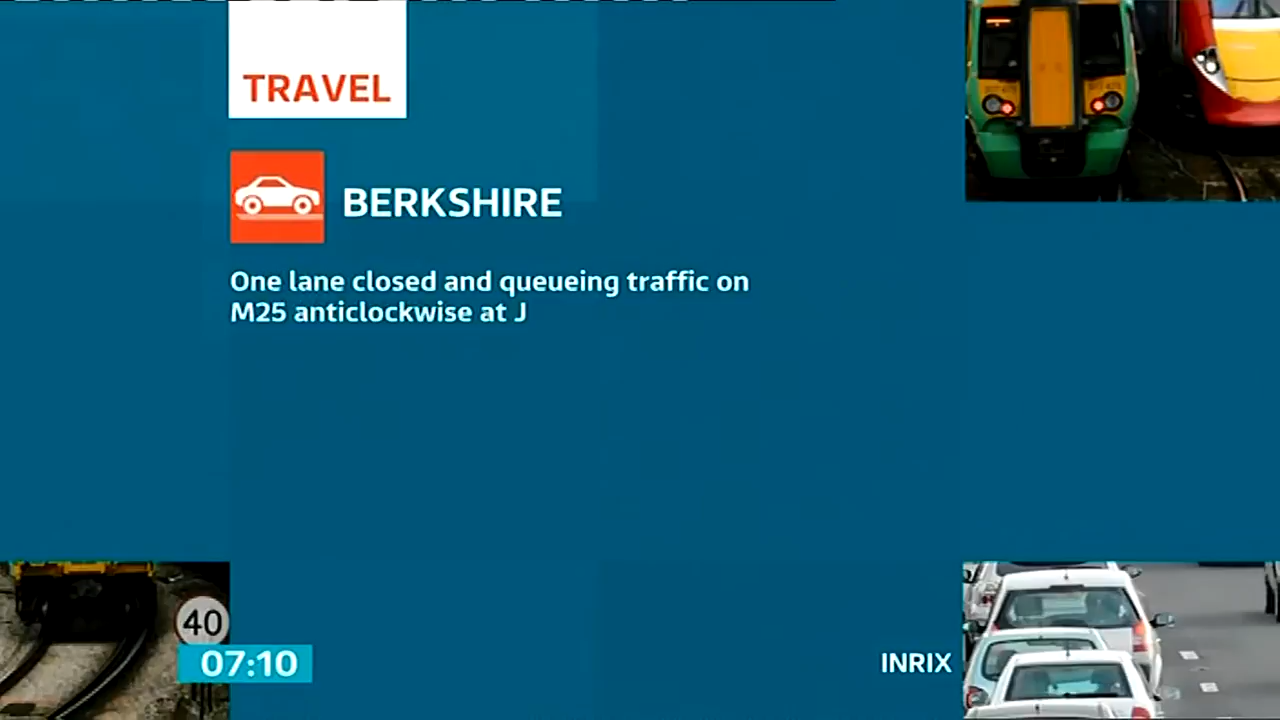 TRAVEL
BERKSHIRE
One lane closed and queueing traffic on
M25 anticlockwise at J
40
07:10
INRIX